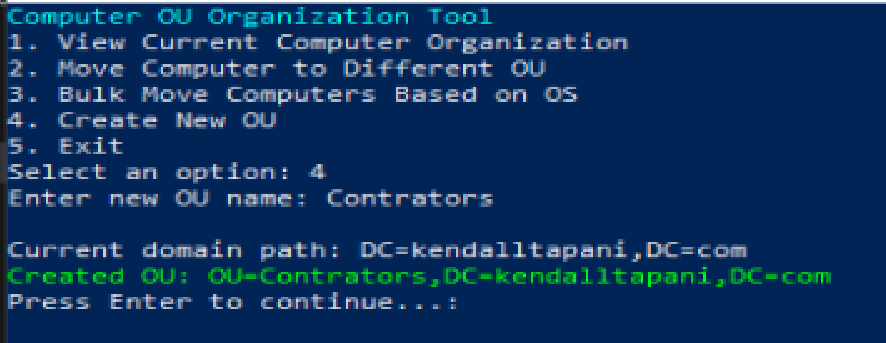 Computer OU Organization Tool
1. View Current Computer Organization
2. Move Computer to Different OU
3. Bulk Move Computers Based on OS
4. Create New OU
5. Exit
Select an option: 4
Enter new OU name: Contrators
Current domain path: DC=kendalltapani,DC=com
Created OU: OU=Contrators,DC=kendalltapani,DC=com
Press Enter to continue...: